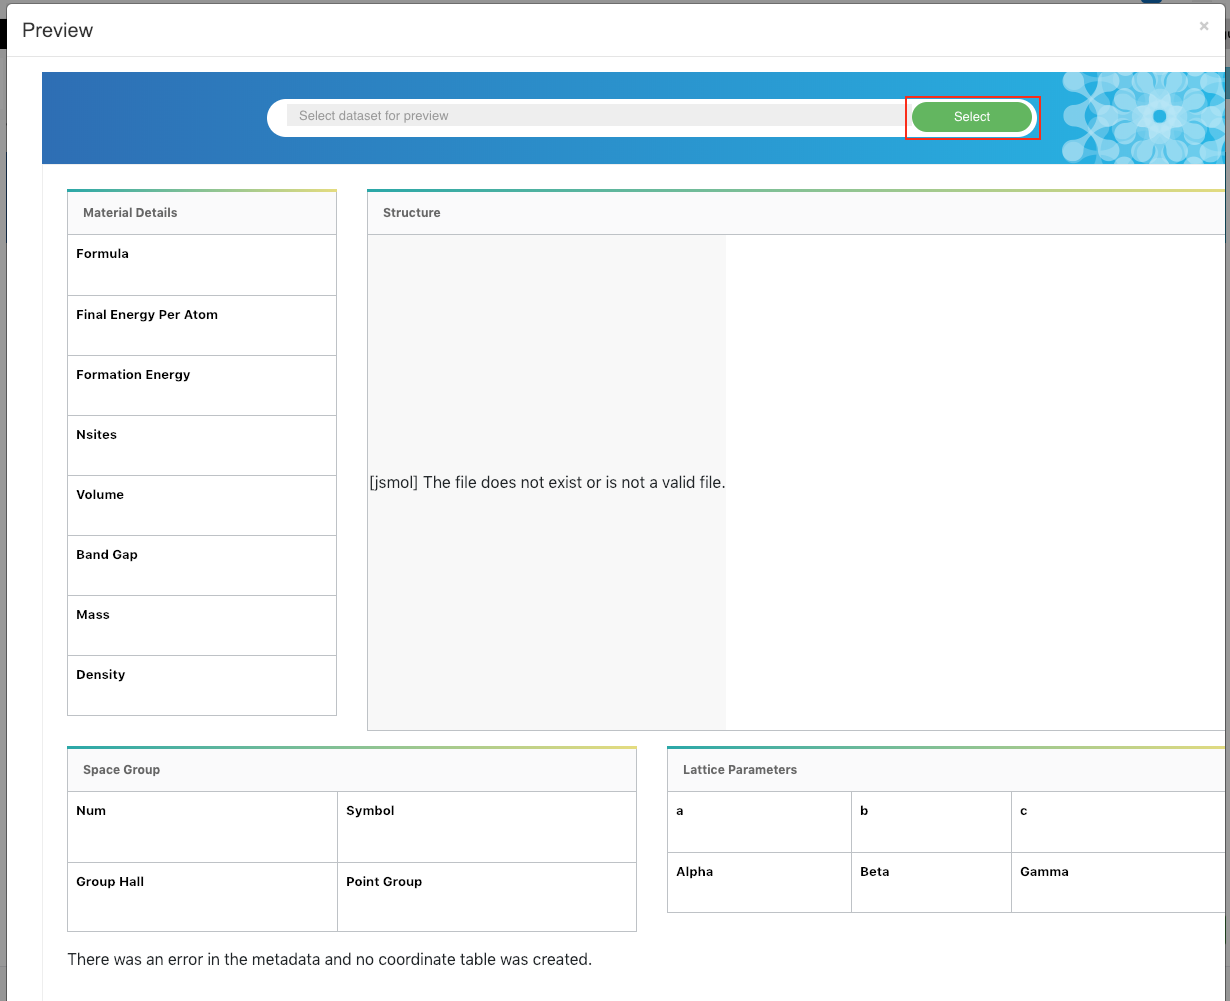 Preview
×
Select dataset for preview
Select
Material Details
Structure
Formula
Final Energy Per Atom
Formation Energy
Nsites
Volume
Band Gap
Mass
Density
[jsmol] The file does not exist or is not a valid file.
Space Group
Lattice Parameters
Num
Symbol
a
b
c
Group Hall
Point Group
Alpha
Beta
Gamma
There was an error in the metadata and no coordinate table was created.